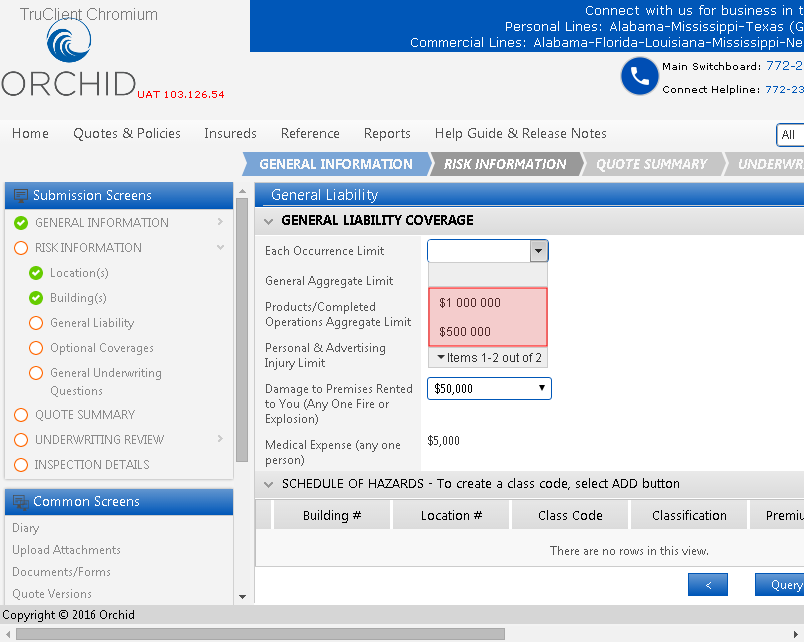 TruClient Chromium
ORCHID
UAT 103.126.54
Connect with us for business in t
Personal Lines: Alabama-Mississippi-Texas (G
Commercial Lines: Alabama-Florida-Louisiana-Mississippi-Ne
Main Switchboard: 772-2
Connect Helpline: 772-23
Home Quotes & Policies Insureds Reference Reports Help Guide & Release Notes All
GENERAL INFORMATION RISK INFORMATION QUOTE SUMMARY UNDERWR
Submission Screens
GENERAL INFORMATION
RISK INFORMATION
Location(s)
Building(s)
General Liability
Optional Coverages
General Underwriting
Questions
QUOTE SUMMARY
UNDERWRITING REVIEW
INSPECTION DETAILS
Common Screens
Diary
Upload Attachments
Documents/Forms
Quote Versions
General Liability
GENERAL LIABILITY COVERAGE
Each Occurrence Limit
General Aggregate Limit
$1 000 000
Products/Completed
Operations Aggregate Limit
$500 000
Personal & Advertising
Injury Limit
Items 1-2 out of 2
Damage to Premises Rented
to You (Any One Fire or
Explosion)
$50,000
Medical Expense (any one
person)
$5,000
SCHEDULE OF HAZARDS - To create a class code, select ADD button
Building # Location # Class Code Classification Premiu
There are no rows in this view.
< Query
Copyright © 2016 Orchid